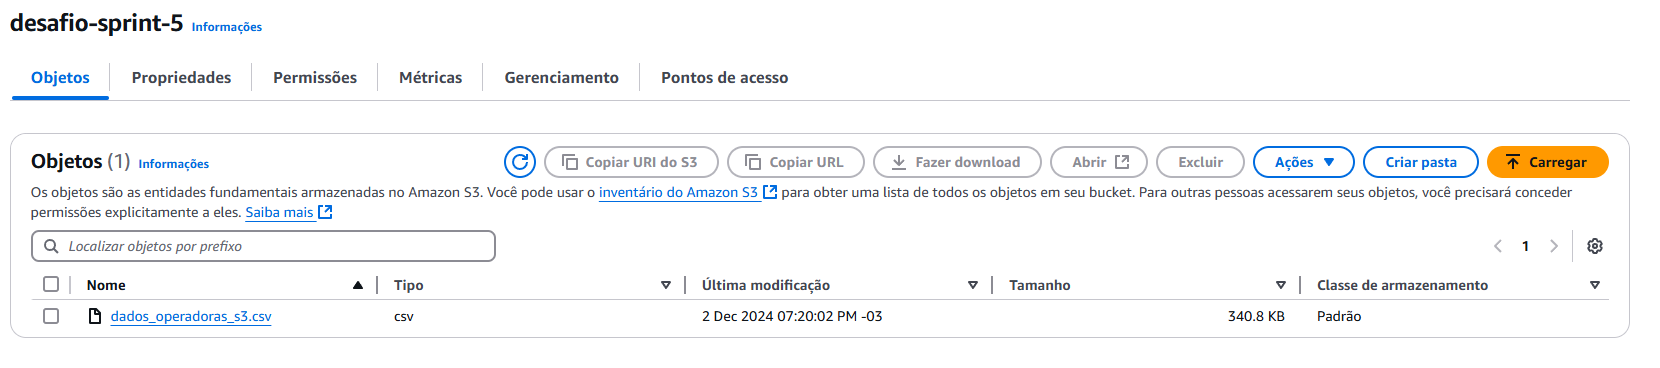 desafio-sprint-5 Informações
Objetos Propriedades Permissões Métricas Gerenciamento Pontos de acesso
Objetos (1) Informações Copiar URI do S3 Copiar URL Fazer download Abrir Excluir Ações Criar pasta Carregar
Os objetos são as entidades fundamentais armazenadas no Amazon S3. Você pode usar o inventário do Amazon S3 para obter uma lista de todos os objetos em seu bucket. Para outras pessoas acessarem seus objetos, você precisará conceder
permissões explicitamente a eles. Saiba mais
Localizar objetos por prefixo 1
Nome Tipo Última modificação Tamanho Classe de armazenamento
dados_operadoras_s3.csv csv 2 Dec 2024 07:20:02 PM -03 340.8 KB Padrão